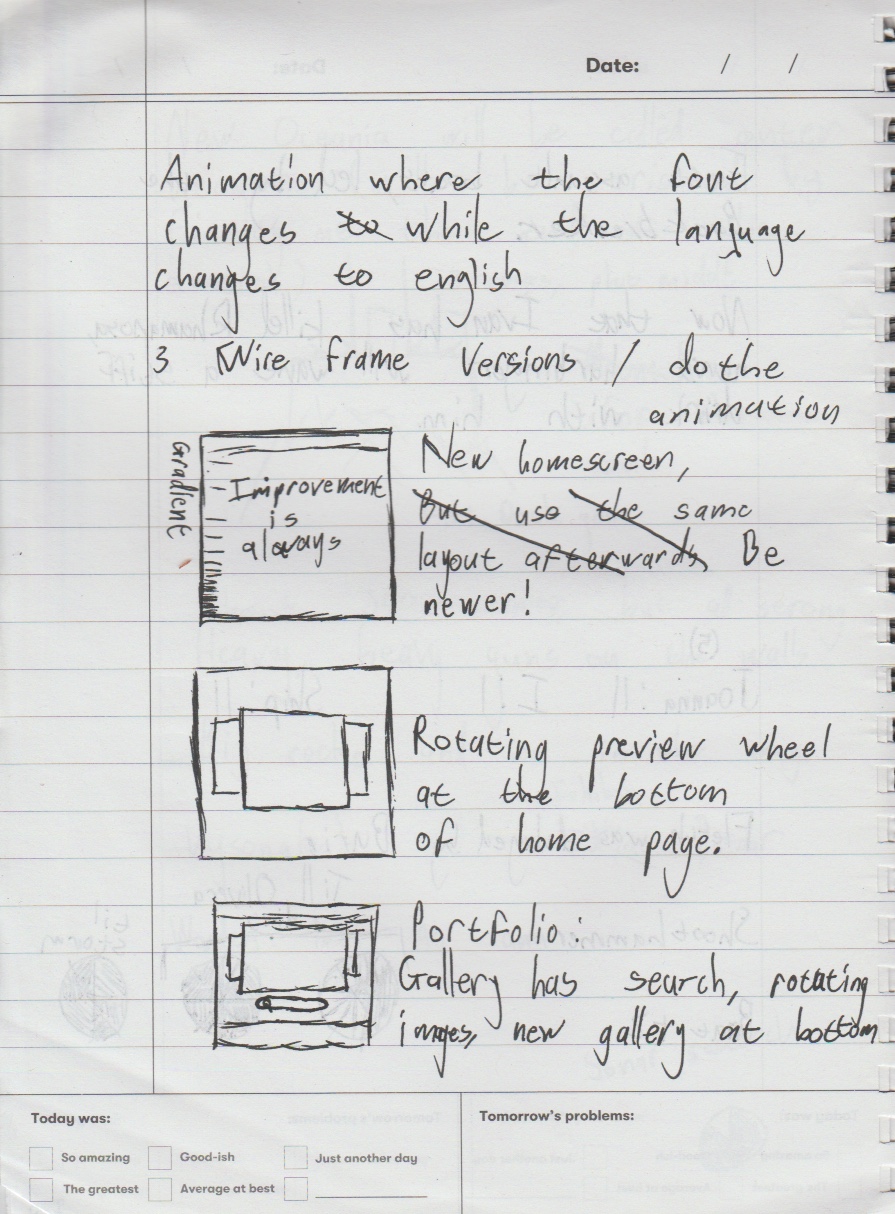 Date: / /
Animation where the font
changes to while the language
changes to english
3 Wire frame Versions / do the
animation
Gradient
Improvement
is
always
New homescreen,
But use the same
layout afterwards, Be
newer!
Rotating preview wheel
at the bottom
of home page.
Portfolio:
Gallery has search, rotating
images, new gallery at bottom
Today was:
So amazing Good-ish Just another day
The greatest Average at best
Tomorrow's problems: